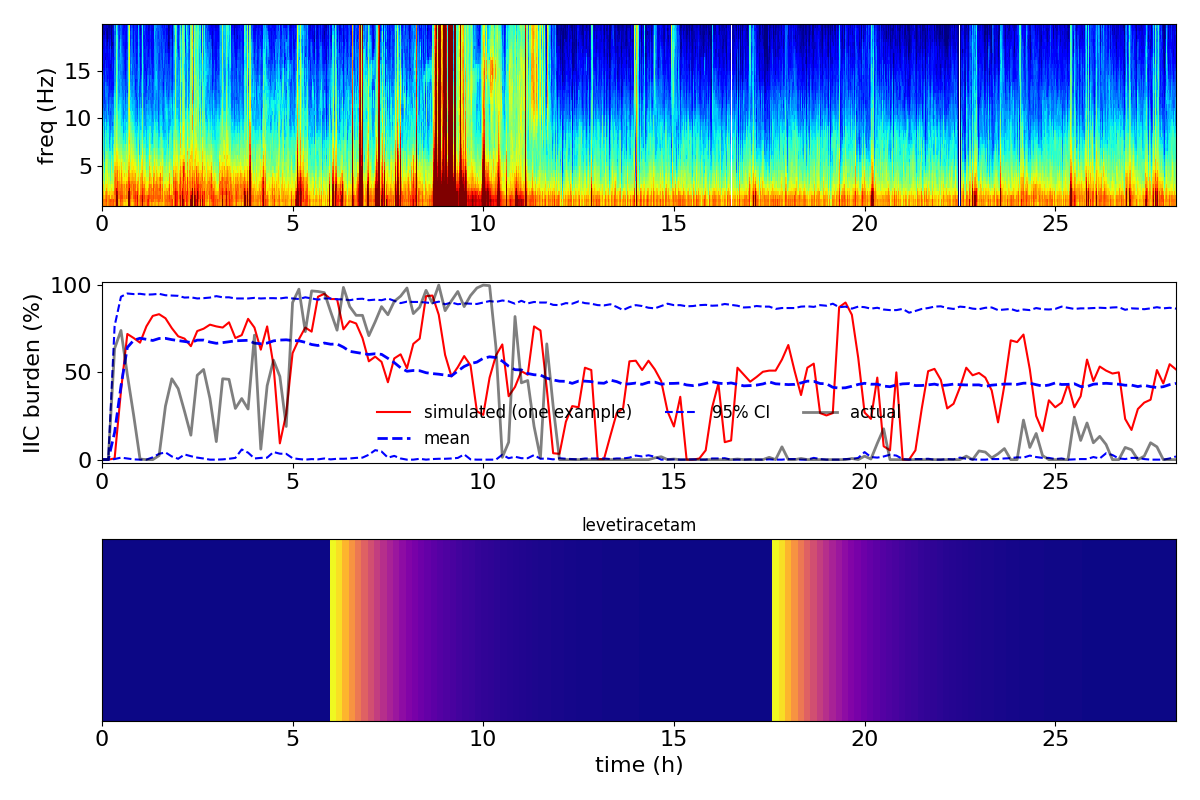 freq (Hz)
15
10
5
0 5 10 15 20 25
IIC burden (%)
100
50
0
simulated (one example) 95% CI actual
mean
0 5 10 15 20 25
levetiracetam
0 5 10 15 20 25
time (h)